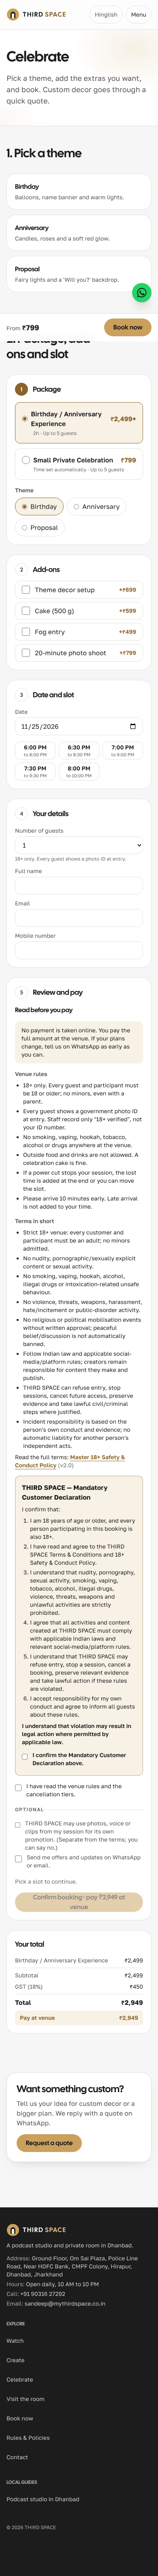 THIRD SPACE
Hinglish
Menu
Celebrate
Pick a theme, add the extras you want,
and book. Custom decor goes through a
quick quote.
1. Pick a theme
Birthday
Balloons, name banner and warm lights.
Anniversary
Candles, roses and a soft red glow.
Proposal
Fairy lights and a 'Will you?' backdrop.
From ₹799
Book now
ons and slot
1
Package
Birthday / Anniversary
Experience
₹2,499+
2h · Up to 5 guests
Small Private Celebration
₹799
Time set automatically · Up to 5 guests
Theme
Birthday
Anniversary
Proposal
2
Add-ons
Theme decor setup
+₹699
Cake (500 g)
+₹599
Fog entry
+₹499
20-minute photo shoot
+₹799
3
Date and slot
Date
11/25/2026
6:00 PM
to 8:00 PM
6:30 PM
to 8:30 PM
7:00 PM
to 9:00 PM
7:30 PM
to 9:30 PM
8:00 PM
to 10:00 PM
4
Your details
Number of guests
1
18+ only. Every guest shows a photo ID at entry.
Full name
Email
Mobile number
5
Review and pay
Read before you pay
No payment is taken online. You pay the
full amount at the venue. If your plans
change, tell us on WhatsApp as early as
you can.
Venue rules
18+ only. Every guest and participant must
be 18 or older; no minors, even with a
parent.
Every guest shows a government photo ID
at entry. Staff record only "18+ verified", not
your ID number.
No smoking, vaping, hookah, tobacco,
alcohol or drugs anywhere at the venue.
Outside food and drinks are not allowed. A
celebration cake is fine.
If a power cut stops your session, the lost
time is added at the end or you can move
the slot.
Please arrive 10 minutes early. Late arrival
is not added to your time.
Terms in short
Strict 18+ venue: every customer and
participant must be an adult; no minors
admitted.
No nudity, pornographic/sexually explicit
content or sexual activity.
No smoking, vaping, hookah, alcohol,
illegal drugs or intoxication-related unsafe
behaviour.
No violence, threats, weapons, harassment,
hate/incitement or public-disorder activity.
No religious or political mobilisation events
without written approval; peaceful
belief/discussion is not automatically
banned.
Follow Indian law and applicable social-
media/platform rules; creators remain
responsible for content they make and
publish.
THIRD SPACE can refuse entry, stop
sessions, cancel future access, preserve
evidence and take lawful civil/criminal
steps where justified.
Incident responsibility is based on the
person's own conduct and evidence; no
automatic liability for another person's
independent acts.
Read the full terms: Master 18+ Safety &
Conduct Policy (v2.0)
THIRD SPACE — Mandatory
Customer Declaration
I confirm that:
1. I am 18 years of age or older, and every
person participating in this booking is
also 18+.
2. I have read and agree to the THIRD
SPACE Terms & Conditions and 18+
Safety & Conduct Policy.
3. I understand that nudity, pornography,
sexual activity, smoking, vaping,
tobacco, alcohol, illegal drugs,
violence, threats, weapons and
unlawful activities are strictly
prohibited.
4. I agree that all activities and content
created at THIRD SPACE must comply
with applicable Indian laws and
relevant social-media/platform rules.
5. I understand that THIRD SPACE may
refuse entry, stop a session, cancel a
booking, preserve relevant evidence
and take lawful action if these rules
are violated.
6. I accept responsibility for my own
conduct and agree to inform all guests
about these rules.
I understand that violation may result in
legal action where permitted by
applicable law.
I confirm the Mandatory Customer
Declaration above.
I have read the venue rules and the
cancellation tiers.
OPTIONAL
THIRD SPACE may use photos, voice or
clips from my session for its own
promotion. (Separate from the terms; you
can say no.)
Send me offers and updates on WhatsApp
or email.
Pick a slot to continue.
Confirm booking · pay ₹2,949 at
venue
Your total
Birthday / Anniversary Experience
₹2,499
Subtotal
₹2,499
GST (18%)
₹450
Total
₹2,949
Pay at venue
₹2,949
Want something custom?
Tell us your idea for custom decor or a
bigger plan. We reply with a quote on
WhatsApp.
Request a quote
THIRD SPACE
A podcast studio and private room in Dhanbad.
Address: Ground Floor, Om Sai Plaza, Police Line
Road, Near HDFC Bank, CMPF Colony, Hirapur,
Dhanbad, Jharkhand
Hours: Open daily, 10 AM to 10 PM
Call: +91 90316 27292
Email: sandeep@mythirdspace.co.in
EXPLORE
Watch
Create
Celebrate
Visit the room
Book now
Rules & Policies
Contact
LOCAL GUIDES
Podcast studio in Dhanbad
© 2026 THIRD SPACE